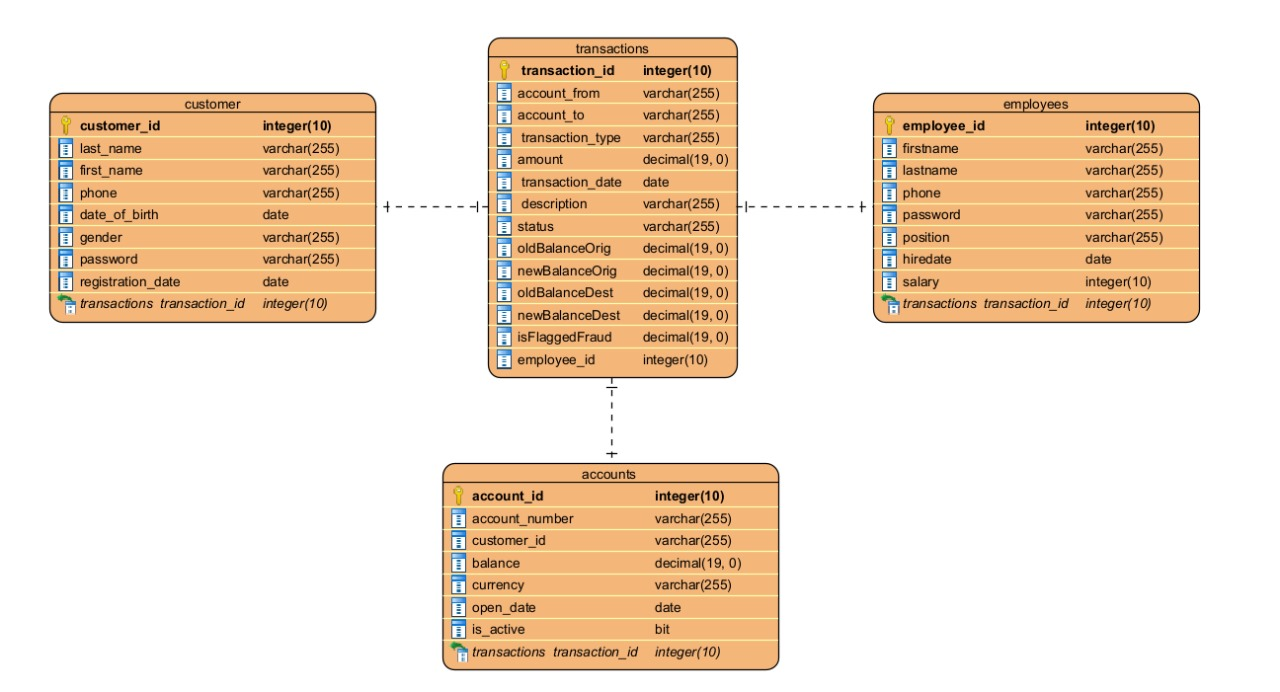 transactions
transaction_id integer(10)
account_from varchar(255)
account_to varchar(255)
transaction_type varchar(255)
amount decimal(19, 0)
transaction_date date
description varchar(255)
status varchar(255)
oldBalanceOrig decimal(19, 0)
newBalanceOrig decimal(19, 0)
oldBalanceDest decimal(19, 0)
newBalanceDest decimal(19, 0)
isFlaggedFraud decimal(19, 0)
employee_id integer(10)
customer
customer_id integer(10)
last_name varchar(255)
first_name varchar(255)
phone varchar(255)
date_of_birth date
gender varchar(255)
password varchar(255)
registration_date date
transactions transaction_id integer(10)
employees
employee_id integer(10)
firstname varchar(255)
lastname varchar(255)
phone varchar(255)
password varchar(255)
position varchar(255)
hiredate date
salary integer(10)
transactions transaction_id integer(10)
accounts
account_id integer(10)
account_number varchar(255)
customer_id varchar(255)
balance decimal(19, 0)
currency varchar(255)
open_date date
is_active bit
transactions transaction_id integer(10)